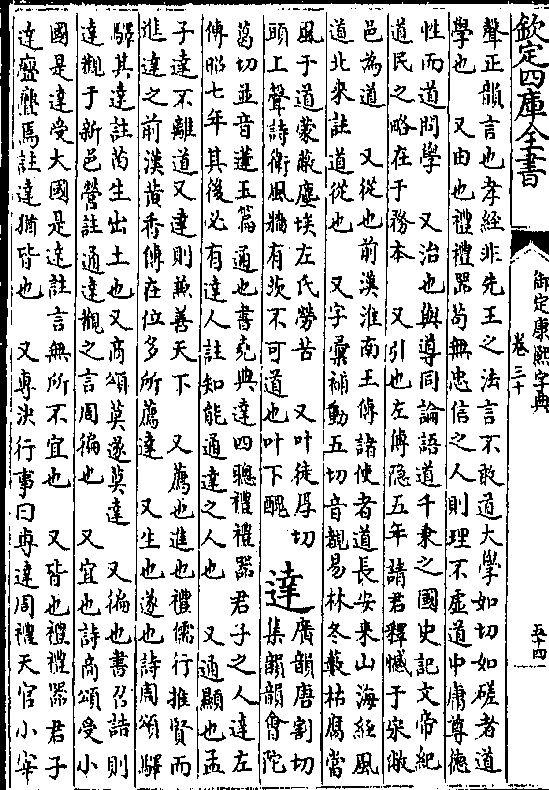 欽定四庫全書
御定康熙字典
卷三十
五十四
聲正韻言也孝經非先王之法言不敢道大學如切如磋者道
學也 又由也禮禮器苟無忠信之人則理不虛道中庸尊德
性而道問學 又治也與導同論語道千乘之國史記文帝紀
道民之略在于務本 又引也左傳隱五年請君釋憾于宋敝
邑為道 又從也前漢淮南王傳諸使者道長安來山海經風
道北來註道從也 又字彙補動五切音覩易林冬藪枯腐當
風于道蒙蔽塵埃左氏勞苦 又叶徒厚切
頭上聲詩衛風牆有茨不可道也叶下醜 達 廣韻唐割切
集韻韻會陀
葛切並音薘玉篇通也書堯典達四聰禮禮器君子之人達左
傳昭七年其後必有達人註知能通達之人也 又通顯也孟
子達不離道又達則兼善天下 又薦也進也禮儒行推賢而
進達之前漢黃香傳在位多所薦達 又生也遂也詩周頌驛
驛其達註苗生出土也又商頌莫遂莫達 又徧也書召誥則
達觀于新邑營註通達觀之言周徧也 又宜也詩商頌受小
國是達受大國是達註言無所不宜也 又皆也禮禮器君子
達亹亹焉註達猶皆也 又專決行事曰專達周禮天官小宰